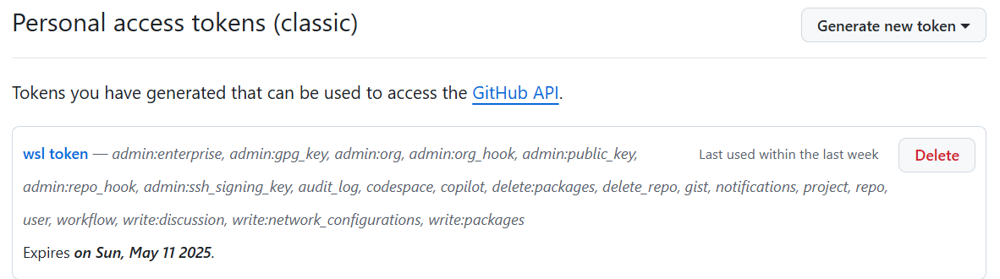 Personal access tokens (classic)
Generate new token
Tokens you have generated that can be used to access the GitHub API.
wsl token — admin:enterprise, admin:gpg_key, admin:org, admin:org_hook, admin:public_key,
Last used within the last week
Delete
admin:repo_hook, admin:ssh_signing_key, audit_log, codespace, copilot, delete:packages, delete_repo, gist, notifications, project, repo,
user, workflow, write:discussion, write:network_configurations, write:packages
Expires on Sun, May 11 2025.